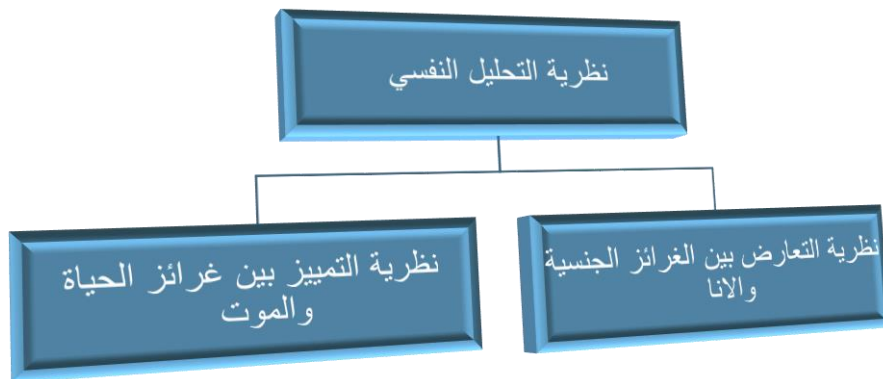 نظرية التحليل النفسي
نظرية التعارض بين الغرائز الجنسية
والانا
نظرية التمييز بين غرائز الحياة
والموت